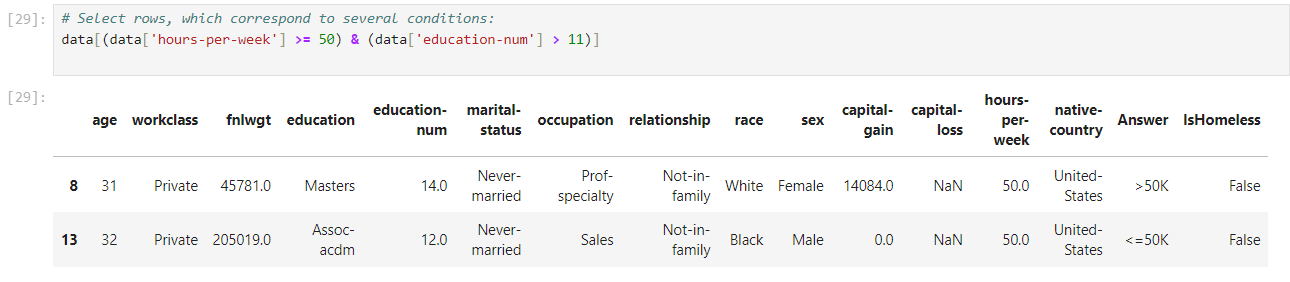 [29]: # Select rows, which correspond to several conditions:
data[(data['hours-per-week'] >= 50) & (data['education-num'] > 11)]
[29]:
age workclass fnlwgt education education-num marital-status occupation relationship race sex capital-gain capital-loss hours-per-week native-country Answer IsHomeless
8 31 Private 45781.0 Masters 14.0 Never-married Prof-specialty Not-in-family White Female 14084.0 NaN 50.0 United-States >50K False
13 32 Private 205019.0 Assoc-acdm 12.0 Never-married Sales Not-in-family Black Male 0.0 NaN 50.0 United-States <=50K False